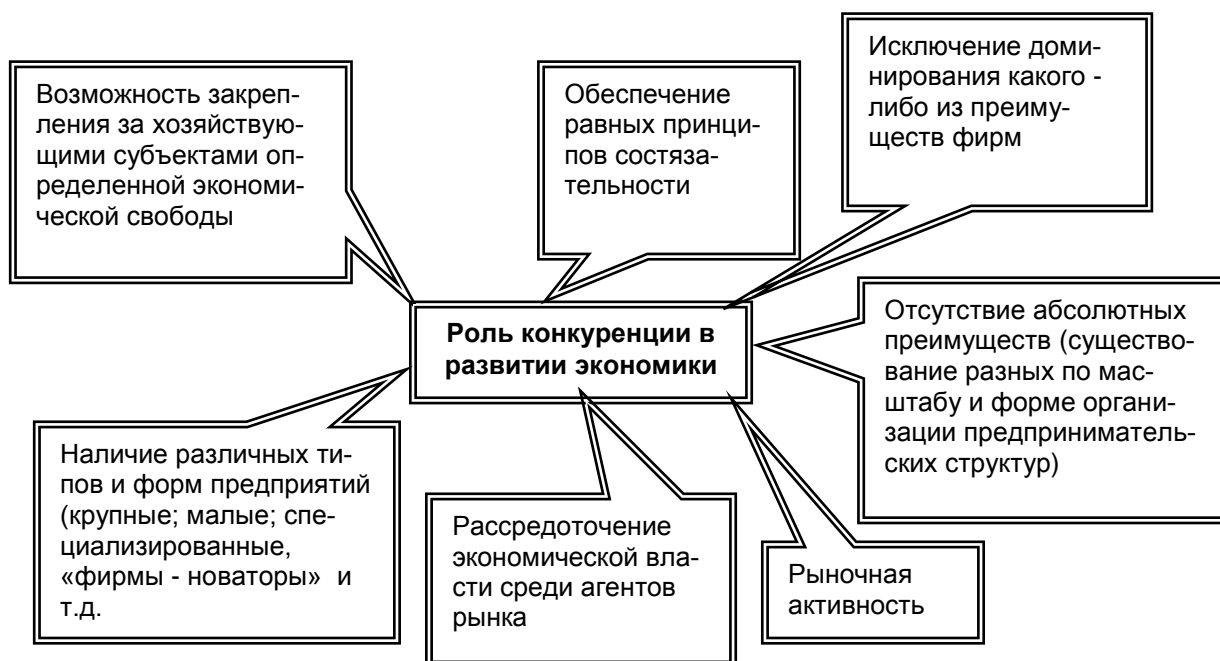 Возможность закреп-
ления за хозяйствую-
щими субъектами оп-
ределенной экономи-
ческой свободы
Обеспечение
равных принци-
пов состяза-
тельности
Исключение доми-
нирования какого -
либо из преиму-
ществ фирм
Роль конкуренции в
развитии экономики
Отсутствие абсолютных
преимуществ (существо-
вание разных по мас-
штабу и форме органи-
зации предприниматель-
ских структур)
Наличие различных ти-
пов и форм предприятий
(крупные; малые; спе-
циализированные,
«фирмы - новаторы» и
т.д.
Рассредоточение
экономической вла-
сти среди агентов
рынка
Рыночная
активность